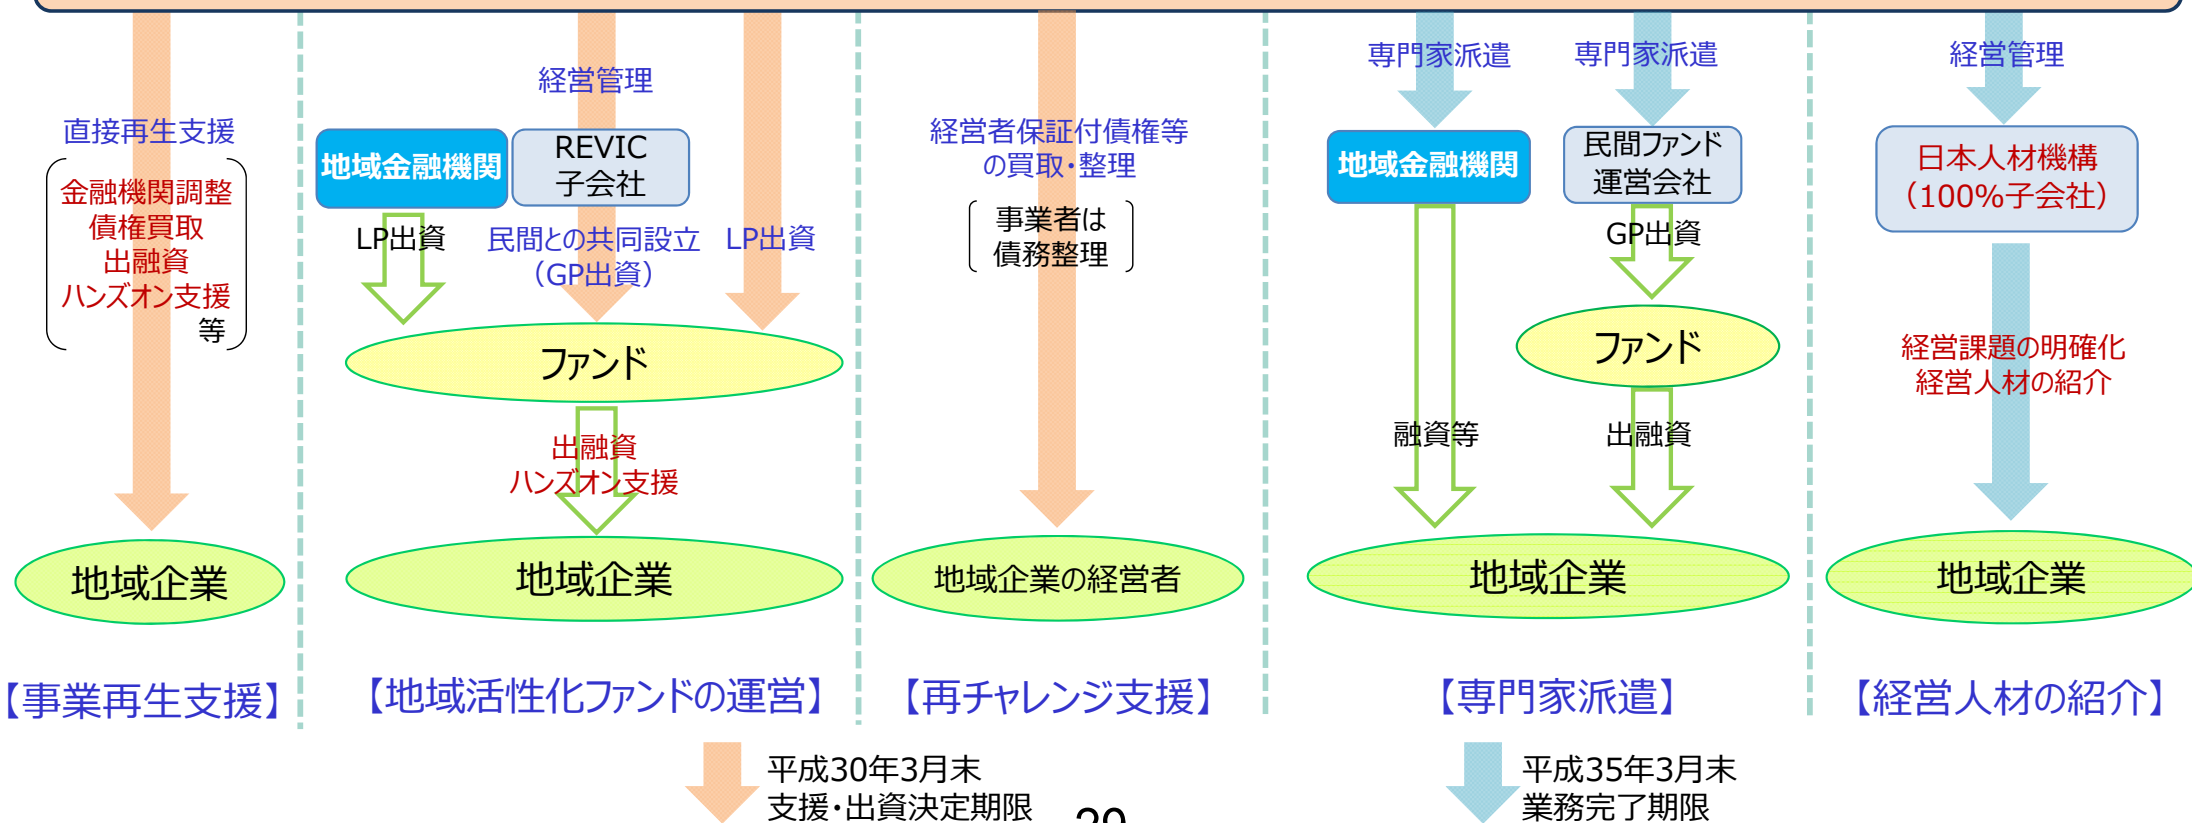 直接再生支援
金融機関調整
債権買取
出融資
ハンズオン支援
等
地域企業
【事業再生支援】
経営管理
地域金融機関
REVIC
子会社
LP出資
民間との共同設立
（GP出資）
LP出資
ファンド
出融資
ハンズオン支援
地域企業
【地域活性化ファンドの運営】
経営者保証付債権等
の買取・整理
事業者は
債務整理
地域企業の経営者
【再チャレンジ支援】
専門家派遣
専門家派遣
地域金融機関
民間ファンド
運営会社
GP出資
ファンド
融資等
出融資
地域企業
【専門家派遣】
経営管理
日本人材機構
（100%子会社）
経営課題の明確化
経営人材の紹介
地域企業
【経営人材の紹介】
平成30年3月末
支援・出資決定期限
平成35年3月末
業務完了期限